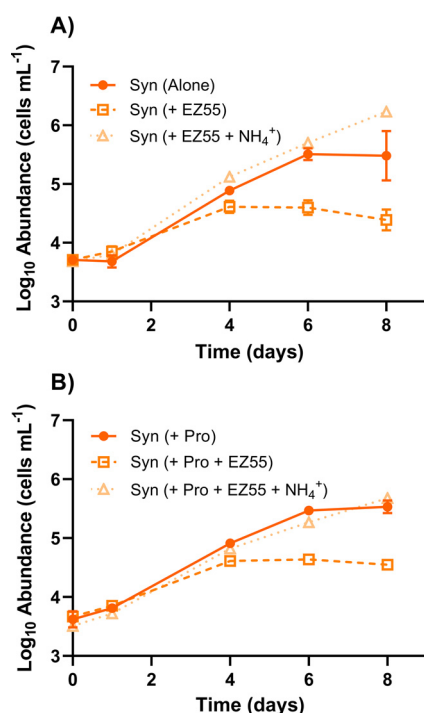 A)
Log₁₀ Abundance (cells mL⁻¹)
7
6
5
4
3
Syn (Alone)
Syn (+ EZ55)
Syn (+ EZ55 + NH₄⁺)
0
2
4
6
8
Time (days)
B)
Log₁₀ Abundance (cells mL⁻¹)
7
6
5
4
3
Syn (+ Pro)
Syn (+ Pro + EZ55)
Syn (+ Pro + EZ55 + NH₄⁺)
0
2
4
6
8
Time (days)